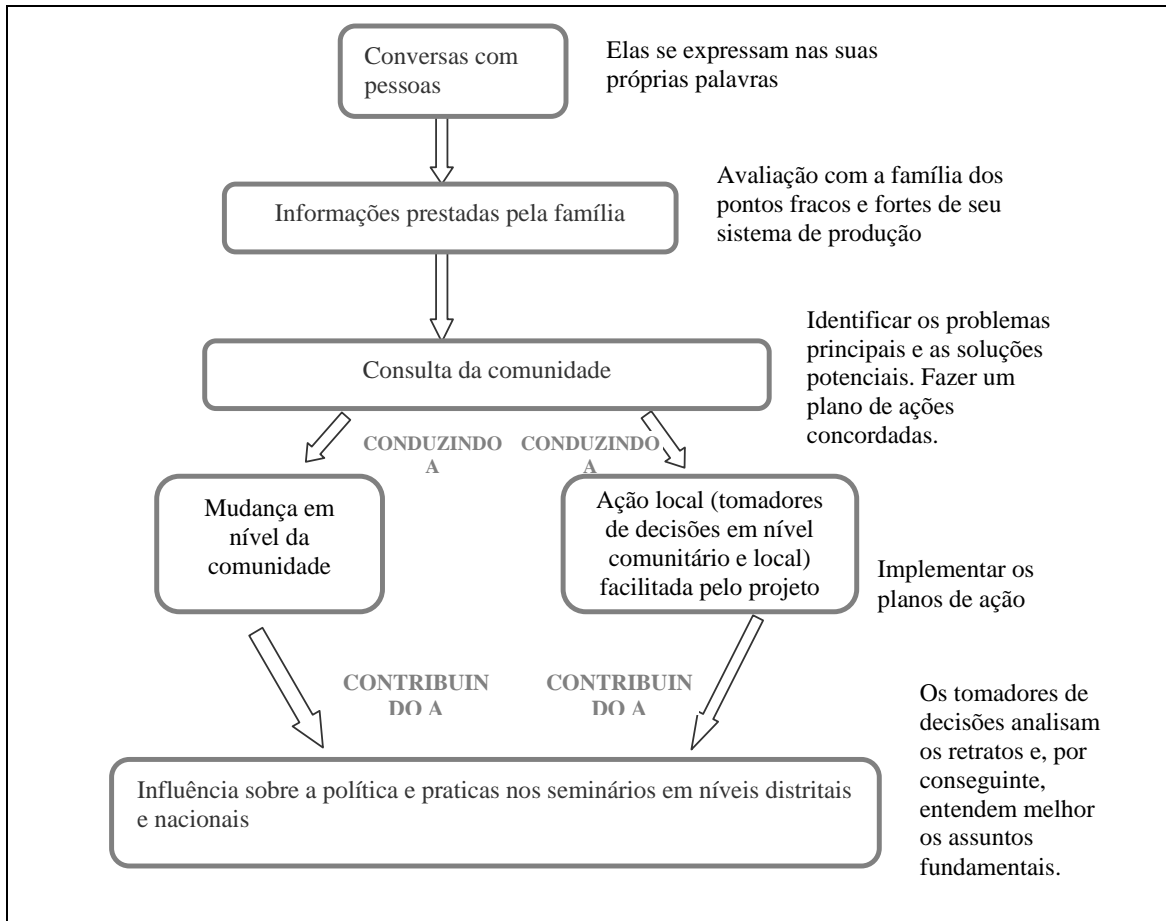 Conversas com
pessoas
Elas se expressam nas suas
próprias palavras
Informações prestadas pela família
Avaliação com a família dos
pontos fracos e fortes de seu
sistema de produção
Consulta da comunidade
Identificar os problemas
principais e as soluções
potenciais. Fazer um
plano de ações
concordadas.
CONDUZINDO
A
CONDUZINDO
A
Mudança em
nível da
comunidade
Ação local (tomadores
de decisões em nível
comunitário e local)
facilitada pelo projeto
Implementar os
planos de ação
CONTRIBUIN
DO A
CONTRIBUIN
DO A
Influência sobre a política e praticas nos seminários em níveis distritais
e nacionais
Os tomadores de
decisões analisam
os retratos e, por
conseguinte,
entendem melhor
os assuntos
fundamentais.